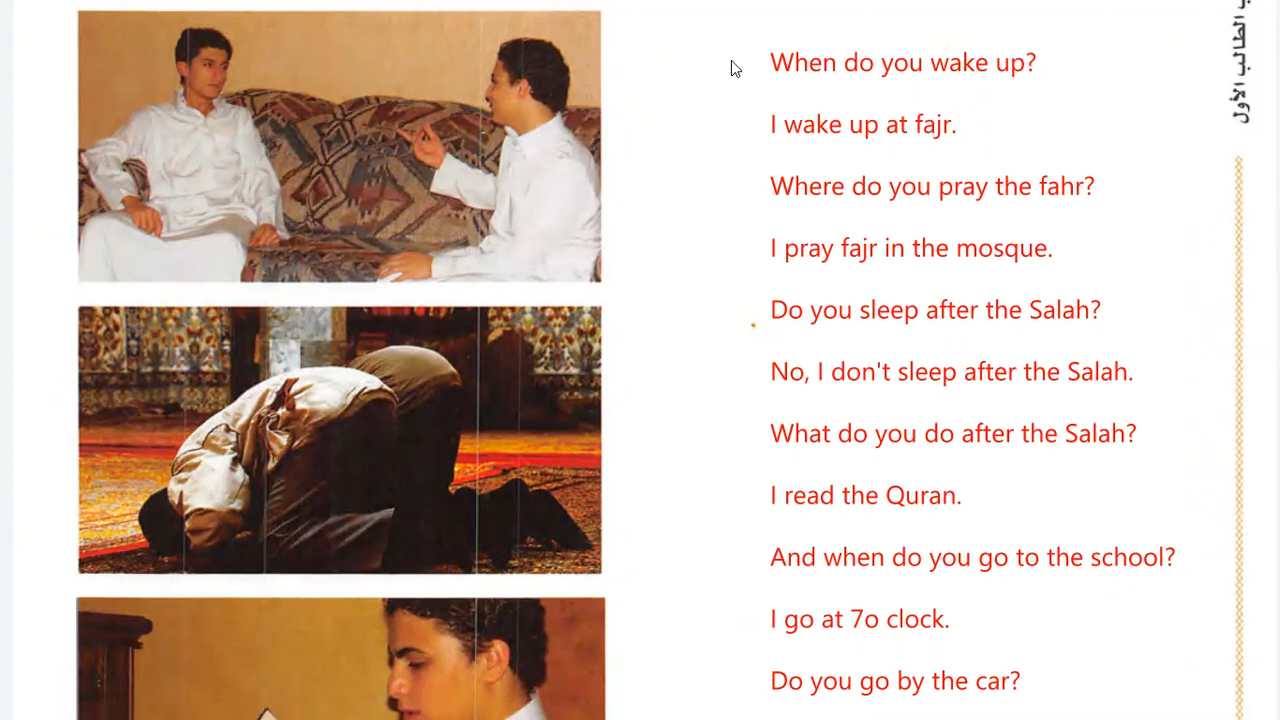 When do you wake up?
I wake up at fajr.
Where do you pray the fahr?
I pray fajr in the mosque.
Do you sleep after the Salah?
No, I don't sleep after the Salah.
What do you do after the Salah?
I read the Quran.
And when do you go to the school?
I go at 7o clock.
Do you go by the car?
الطالب الأول